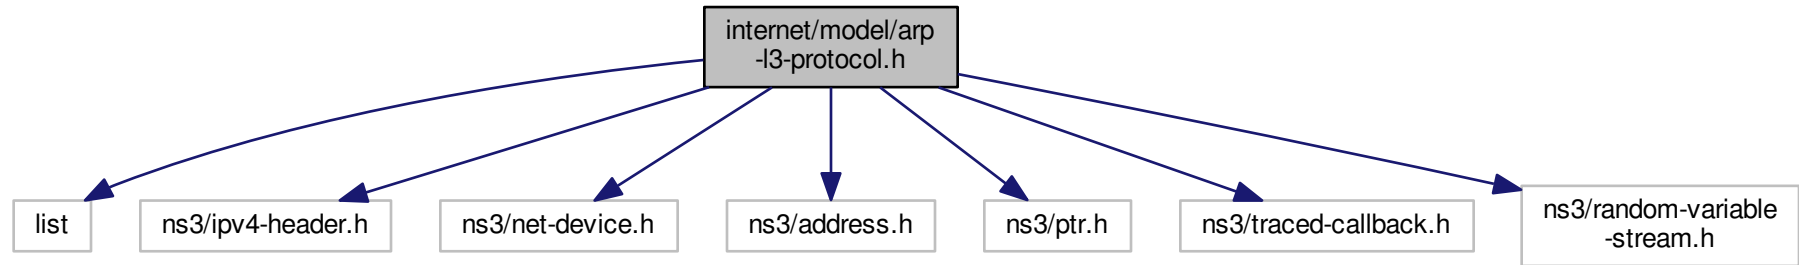 internet/model/arp
-l3-protocol.h
list
ns3/ipv4-header.h
ns3/net-device.h
ns3/address.h
ns3/ptr.h
ns3/traced-callback.h
ns3/random-variable
-stream.h